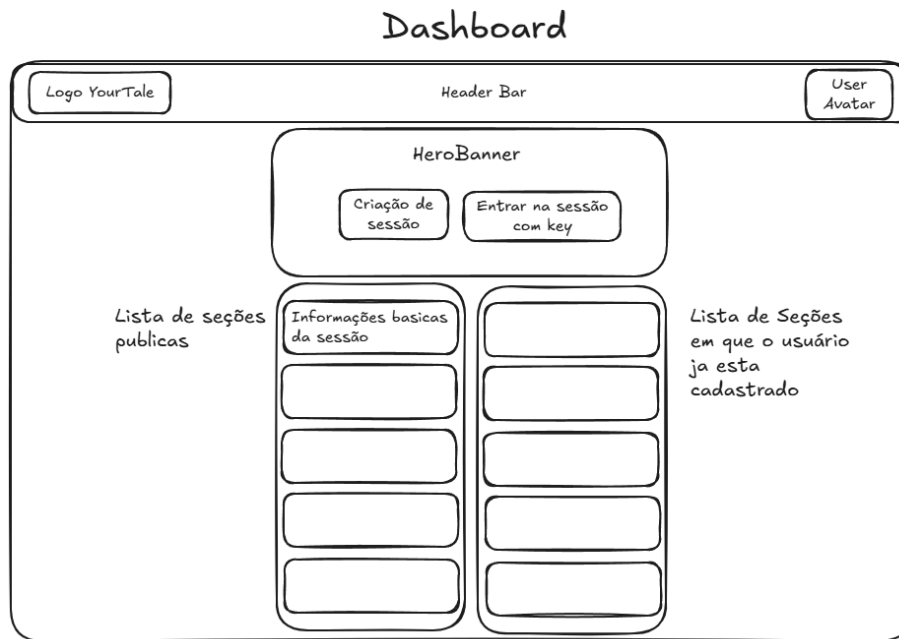 Dashboard
Logo YourTale
Header Bar
User
Avatar
HeroBanner
Criação de
sessão
Entrar na sessão
com key
Lista de seções
publicas
Informações basicas
da sessão
Lista de Seções
em que o usuário
ja esta
cadastrado